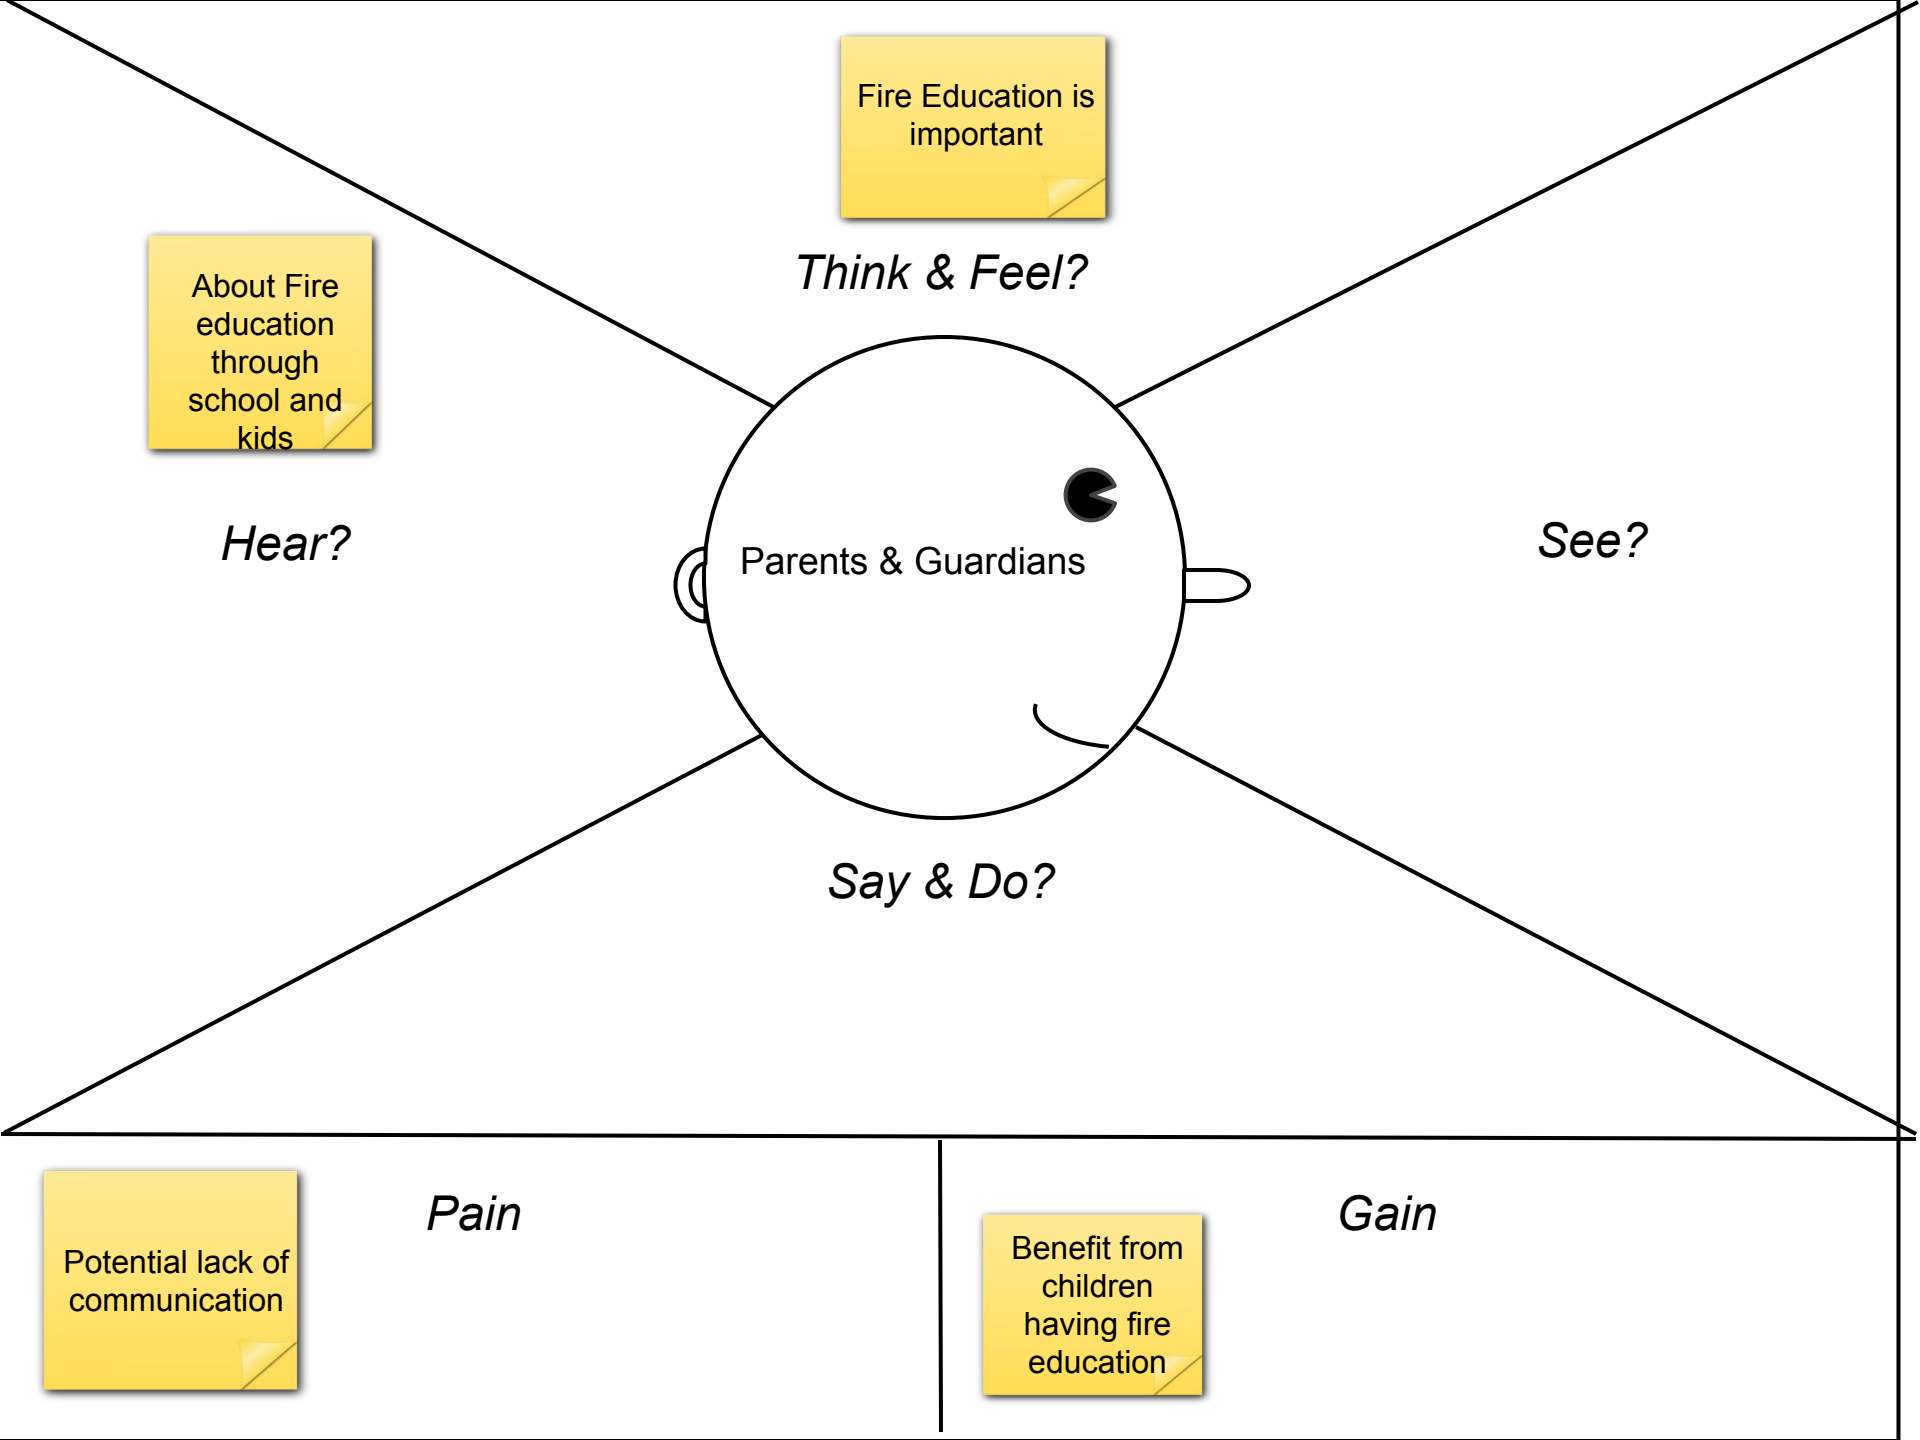 Fire Education is
important
Think & Feel?
About Fire
education
through
school and
kids
Hear?
Parents & Guardians
See?
Say & Do?
Pain
Potential lack of
communication
Gain
Benefit from
children
having fire
education